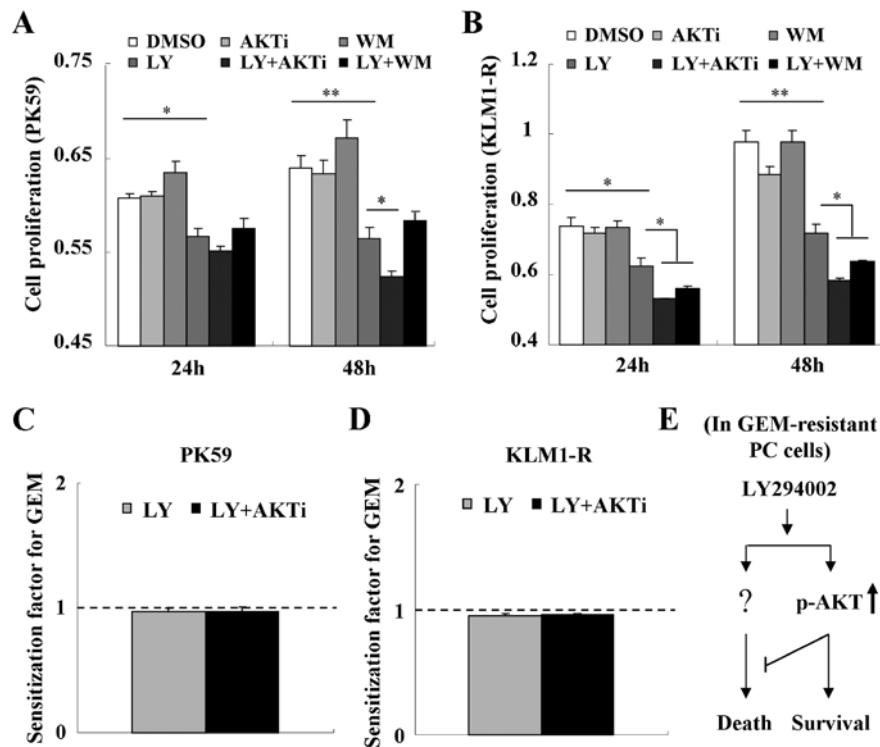 A
DMSO AKTi WM
LY LY+AKTi LY+WM
Cell proliferation (PK59)
0.75
0.65
0.55
0.45
*
**
*
24h 48h
B
DMSO AKTi WM
LY LY+AKTi LY+WM
Cell proliferation (KLM1-R)
1.2
1
0.8
0.6
0.4
*
*
**
*
24h 48h
C
PK59
Sensitization factor for GEM
2
1
0
LY LY+AKTi
D
KLM1-R
Sensitization factor for GEM
2
1
0
LY LY+AKTi
E
(In GEM-resistant
PC cells)
LY294002
? p-AKT
Death Survival